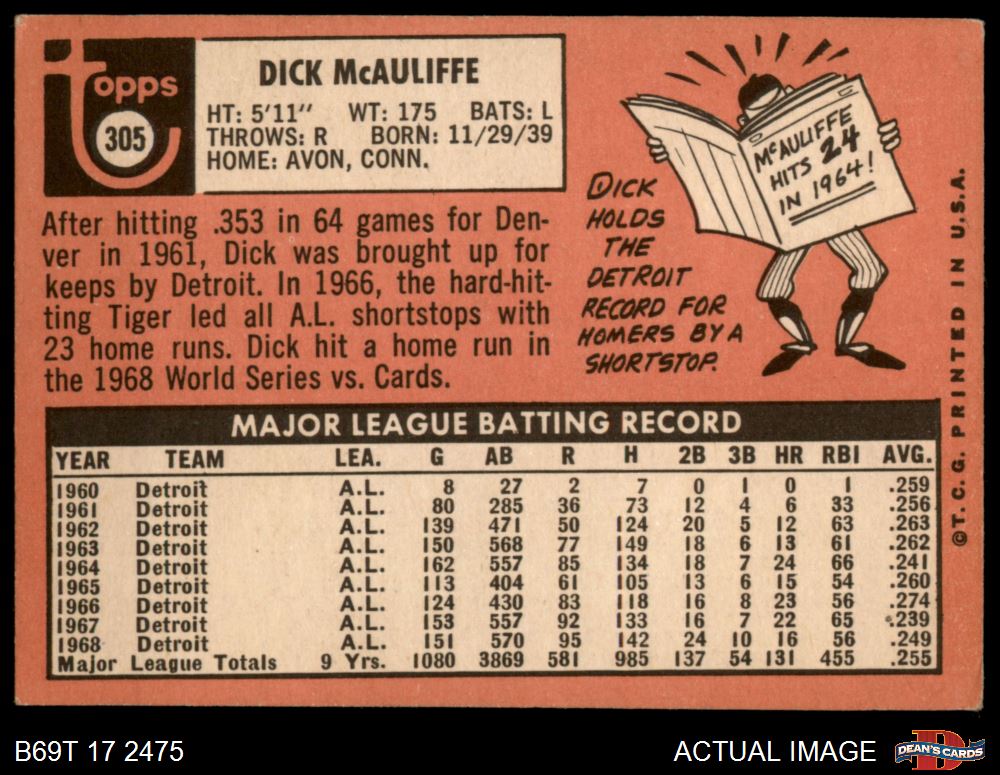 topps
305
DICK McAULIFFE
HT: 5'11" WT: 175 BATS: L
THROWS: R BORN: 11/29/39
HOME: AVON, CONN.
After hitting .353 in 64 games for Den-
ver in 1961, Dick was brought up for
keeps by Detroit. In 1966, the hard-hit-
ting Tiger led all A.L. shortstops with
23 home runs. Dick hit a home run in
the 1968 World Series vs. Cards.
McAULIFFE
HITS 24
IN 1964!
DICK
HOLDS
THE
DETROIT
RECORD FOR
HOMERS BY A
SHORTSTOP.
©T. C. G. PRINTED IN U.S.A.
MAJOR LEAGUE BATTING RECORD
YEAR TEAM LEA. G AB R H 2B 3B HR RBI AVG.
1960 Detroit A.L. 8 27 2 7 0 1 0 1 .259
1961 Detroit A.L. 80 285 36 73 12 4 6 33 .256
1962 Detroit A.L. 139 471 50 124 20 5 12 63 .263
1963 Detroit A.L. 150 568 77 149 18 6 13 61 .262
1964 Detroit A.L. 162 557 85 134 18 7 24 66 .241
1965 Detroit A.L. 113 404 61 105 13 6 15 54 .260
1966 Detroit A.L. 124 430 83 118 16 8 23 56 .274
1967 Detroit A.L. 153 557 92 133 16 7 22 65 .239
1968 Detroit A.L. 151 570 95 142 24 10 16 56 .249
Major League Totals 9 Yrs. 1080 3869 581 985 137 54 131 455 .255
B69T 17 2475
ACTUAL IMAGE
DEAN'S CARDS